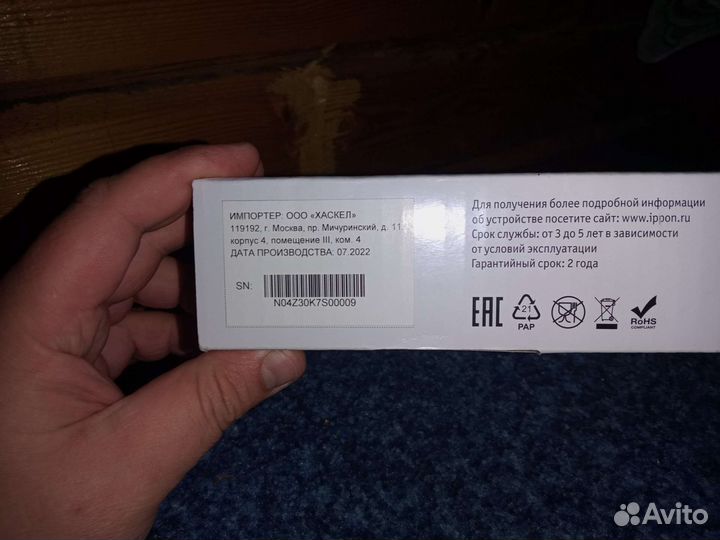 ИМПОРТЕР: ООО «ХАСКЕЛ»
119192, г. Москва, пр. Мичуринский, д. 11,
корпус 4, помещение III, ком. 4
ДАТА ПРОИЗВОДСТВА: 07.2022
SN:
N04Z30K7S00009
Для получения более подробной информации
об устройстве посетите сайт: www.ippon.ru
Срок службы: от 3 до 5 лет в зависимости
от условий эксплуатации
Гарантийный срок: 2 года
EAC
21
PAP
RoHS
COMPLIANT
Avito